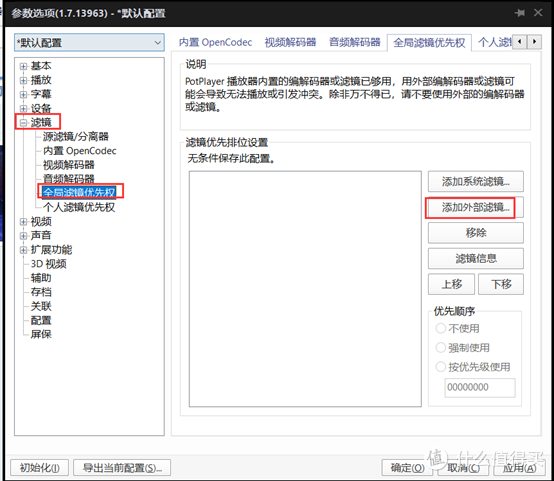 参数选项(1.7.13963) - *默认配置
*默认配置
基本
播放
字幕
设备
滤镜
源滤镜/分离器
内置 OpenCodec
视频解码器
音频解码器
全局滤镜优先权
个人滤镜优先权
视频
声音
扩展功能
3D 视频
辅助
存档
关联
配置
屏保
内置 OpenCodec 视频解码器 音频解码器 全局滤镜优先权 个人滤
说明
PotPlayer 播放器内置的编解码器或滤镜已够用，用外部编解码器或滤镜可
能会导致无法播放或引发冲突。除非万不得已，请不要使用外部的编解码器
或滤镜。
滤镜优先排位设置
无条件保存此配置。
添加系统滤镜...
添加外部滤镜...
移除
滤镜信息
上移 下移
优先顺序
不使用
强制使用
按优先级使用
00000000
初始化(I) 导出当前配置(S)... 确定(O) 取消(C) 应用(A)
值 什么值得买